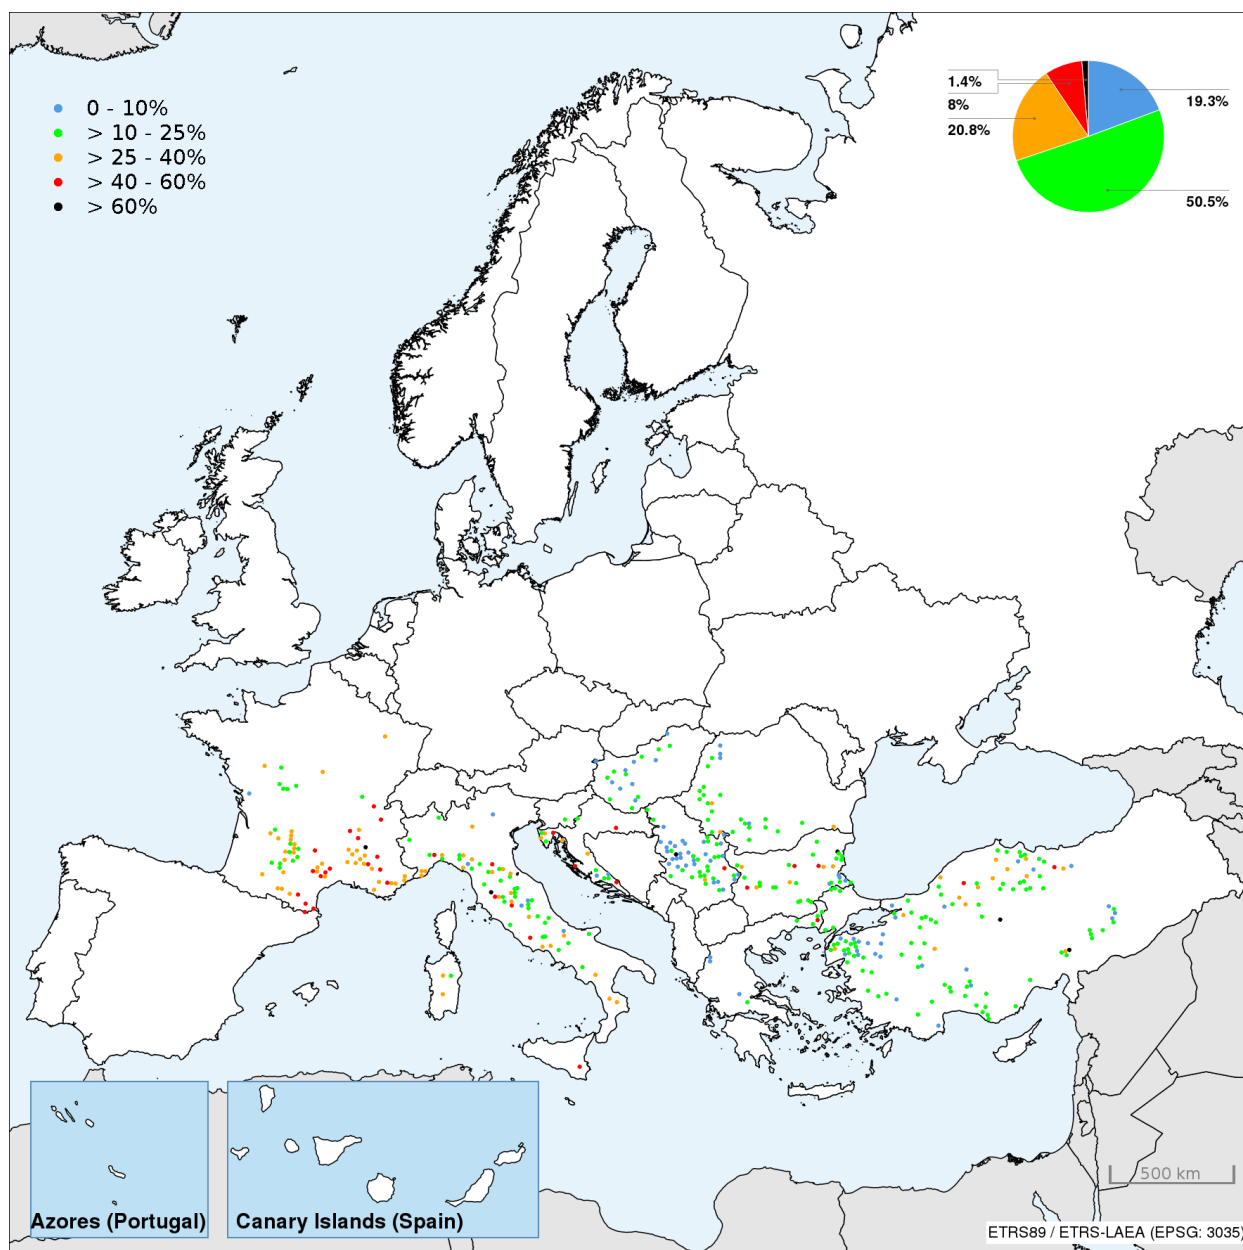 0 - 10%
> 10 - 25%
> 25 - 40%
> 40 - 60%
> 60%
1.4%
8%
20.8%
19.3%
50.5%
500 km
Azores (Portugal)
Canary Islands (Spain)
ETRS89 / ETRS-LAEA (EPSG: 3035)